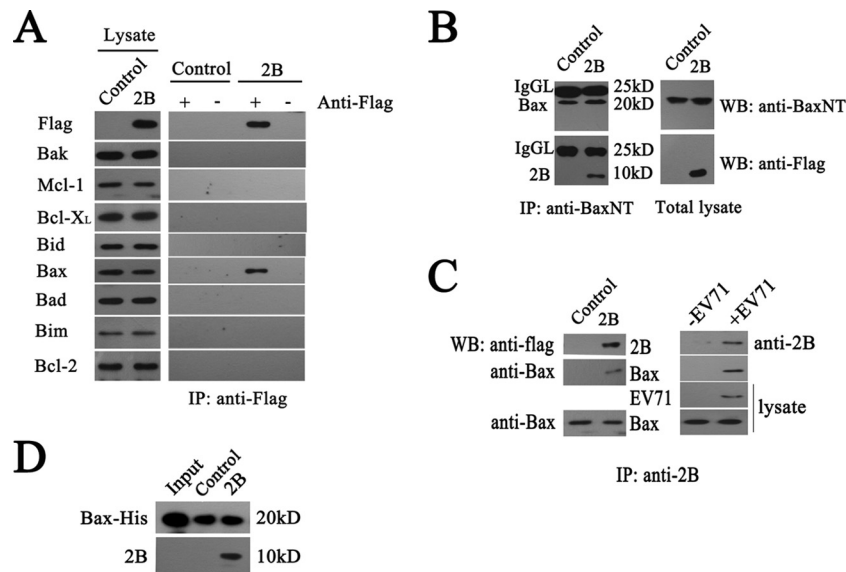 A
Lysate
Control
2B
Control
2B
+
-
+
-
Anti-Flag
Flag
Bak
Mcl-1
Bcl-XL
Bid
Bax
Bad
Bim
Bcl-2
IP: anti-Flag
B
Control
2B
Control
2B
IgGL
25kD
Bax
20kD
WB: anti-BaxNT
IgGL
25kD
2B
10kD
WB: anti-Flag
IP: anti-BaxNT
Total lysate
C
Control
2B
-EV71
+EV71
WB: anti-flag
2B
anti-2B
anti-Bax
Bax
EV71
lysate
anti-Bax
Bax
IP: anti-2B
D
Input
Control
2B
Bax-His
20kD
2B
10kD